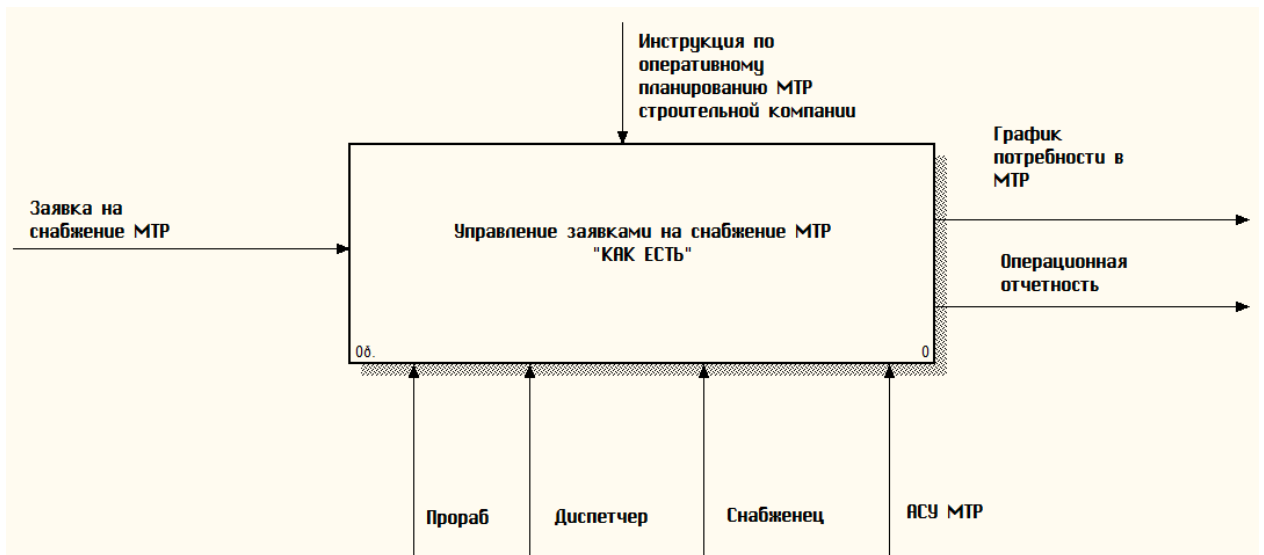 Инструкция по
оперативному
планированию МТР
строительной компании
График
потребности в
МТР
Заявка на
снабжение МТР
Управление заявками на снабжение МТР
"КАК ЕСТЬ"
Операционная
отчетность
0р.
0
Прораб
Диспетчер
Снабженец
АСУ МТР